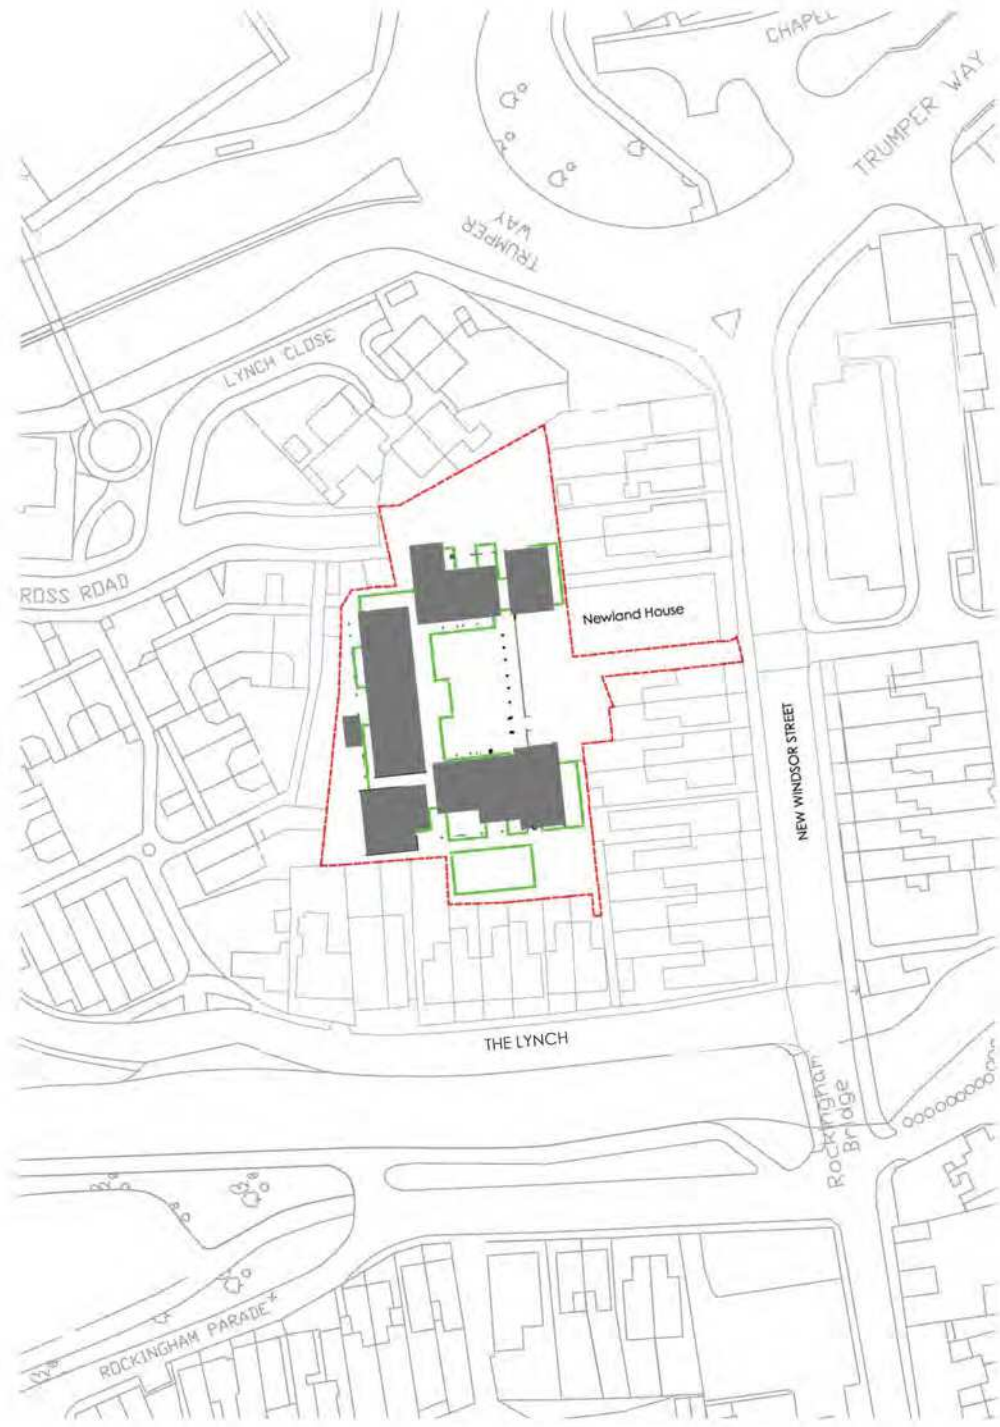 CHAPEL
TRUMPER WAY
TRUMPER
WAY
LYNCH CLOSE
ROSS ROAD
Newland House
NEW WINDSOR STREET
THE LYNCH
Rockingham
Bridge
ROCKINGHAM PARADE